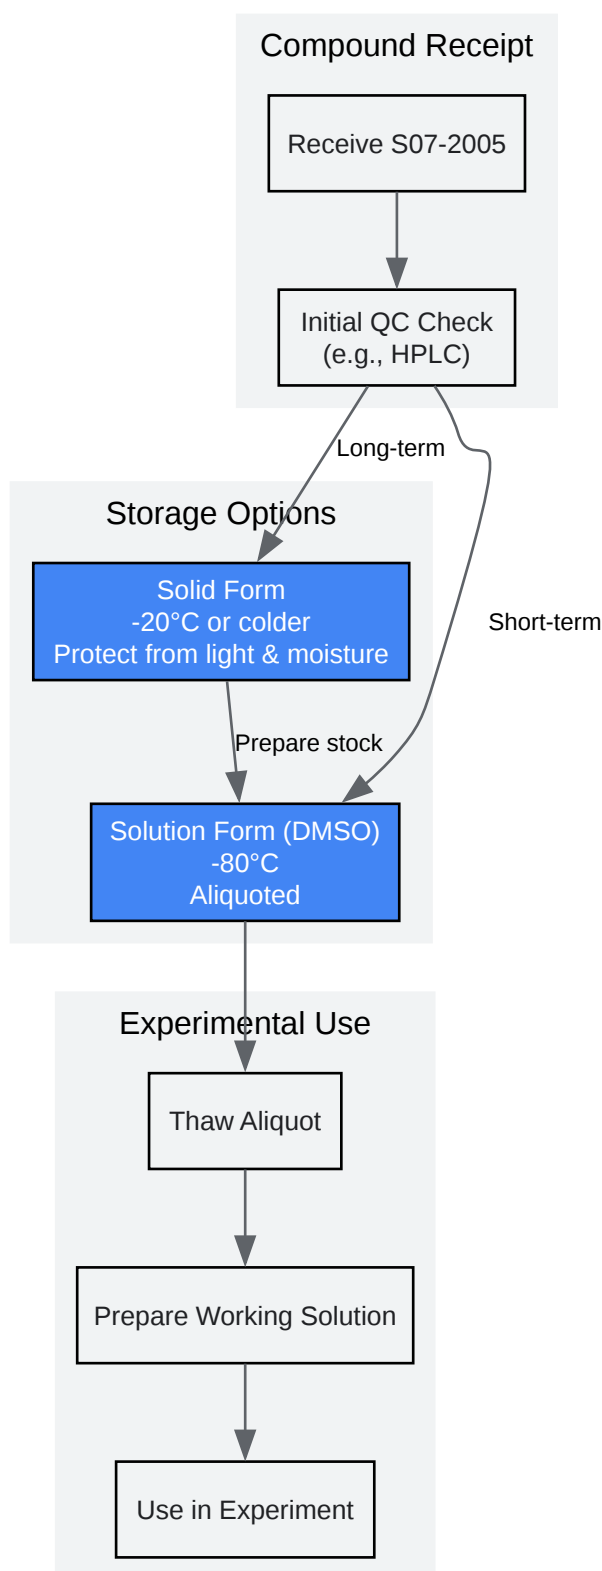 Compound Receipt
Receive S07-2005
Initial QC Check
(e.g., HPLC)
Long-term
Storage Options
Solid Form
-20°C or colder
Protect from light & moisture
Short-term
Prepare stock
Solution Form (DMSO)
-80°C
Aliquoted
Experimental Use
Thaw Aliquot
Prepare Working Solution
Use in Experiment